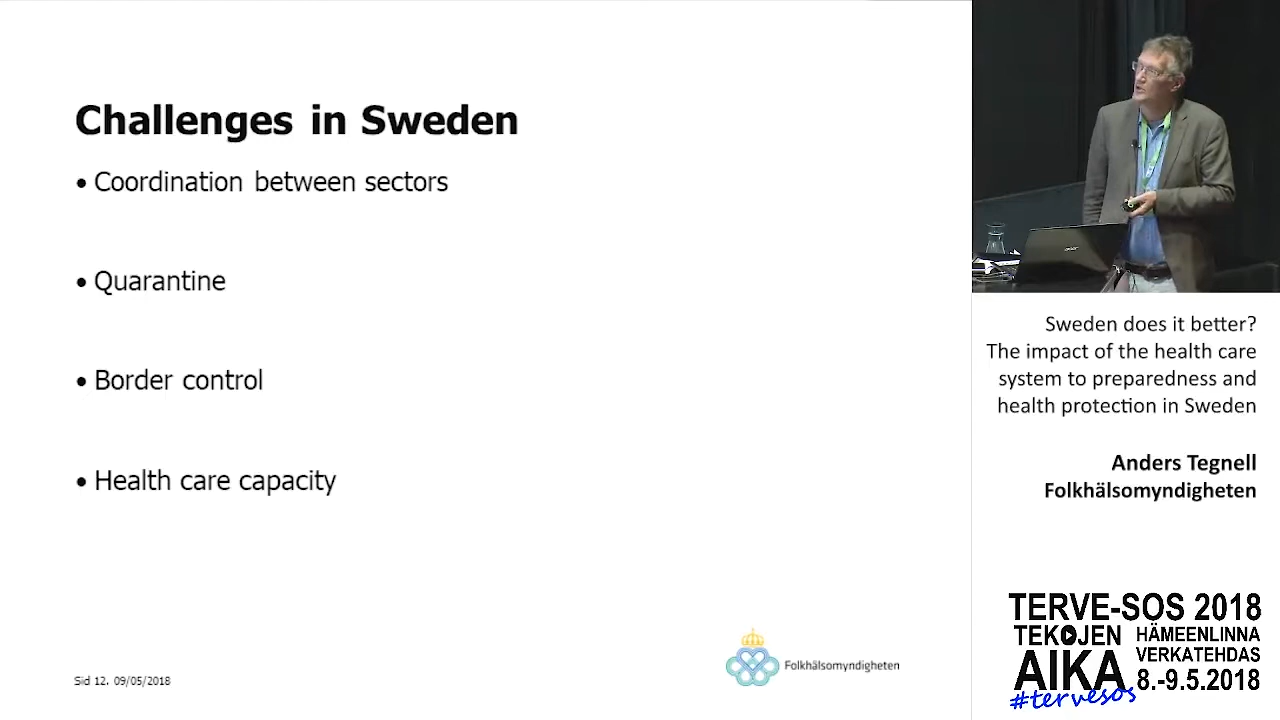 Challenges in Sweden
• Coordination between sectors
• Quarantine
• Border control
• Health care capacity
Folkhälsomyndigheten
Sid 12. 09/05/2018
Sweden does it better?
The impact of the health care
system to preparedness and
health protection in Sweden
Anders Tegnell
Folkhälsomyndigheten
TERVE-SOS 2018
TEKOJEN
AIKA
HÄMEENLINNA
VERKATEHDAS
8.-9.5.2018
#tervesos